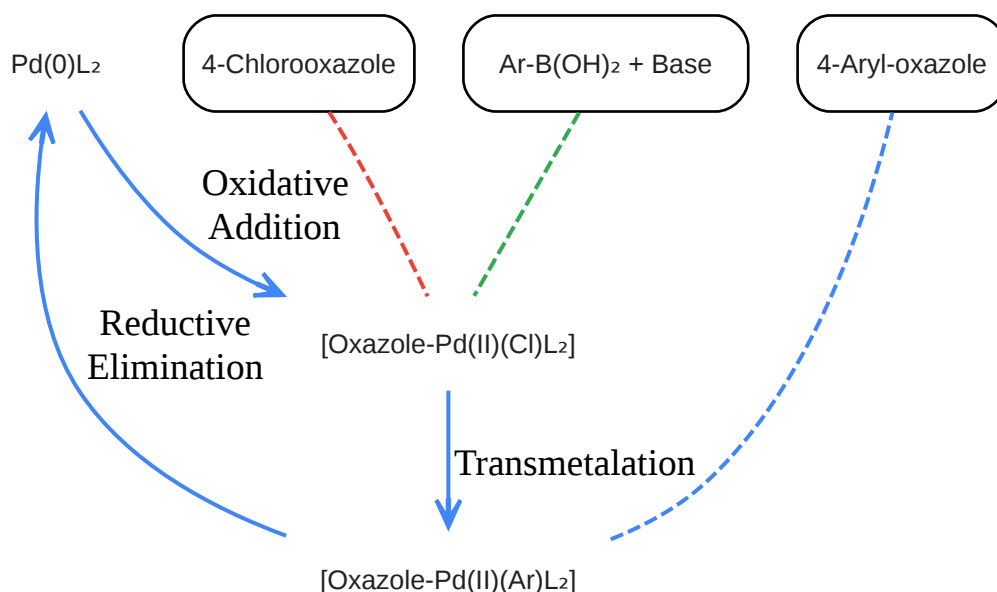 Pd(0)L₂
4-Chlorooxazole
Ar-B(OH)₂ + Base
4-Aryl-oxazole
Oxidative
Addition
Reductive
Elimination
[Oxazole-Pd(II)(Cl)L₂]
Transmetalation
[Oxazole-Pd(II)(Ar)L₂]